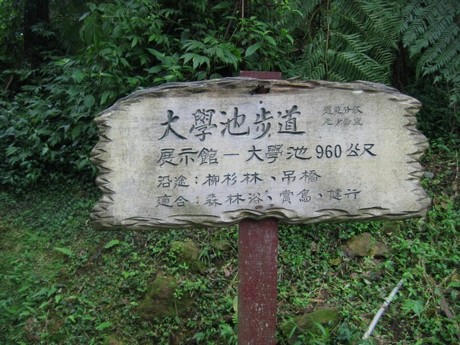 大學池步道
展示館－大學池 960公尺
沿途：柳杉林、吊橋
適合：森林浴、賞鳥、健行